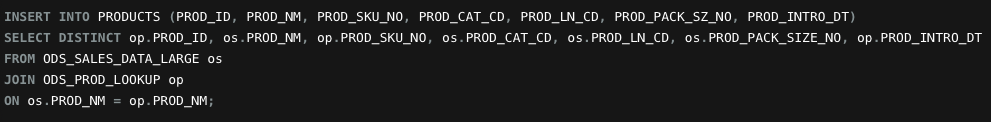 INSERT INTO PRODUCTS (PROD_ID, PROD_NM, PROD_SKU_NO, PROD_CAT_CD, PROD_LN_CD, PROD_PACK_SZ_NO, PROD_INTRO_DT)
SELECT DISTINCT op.PROD_ID, os.PROD_NM, op.PROD_SKU_NO, os.PROD_CAT_CD, os.PROD_LN_CD, os.PROD_PACK_SIZE_NO, op.PROD_INTRO_DT
FROM ODS_SALES_DATA_LARGE os
JOIN ODS_PROD_LOOKUP op
ON os.PROD_NM = op.PROD_NM;